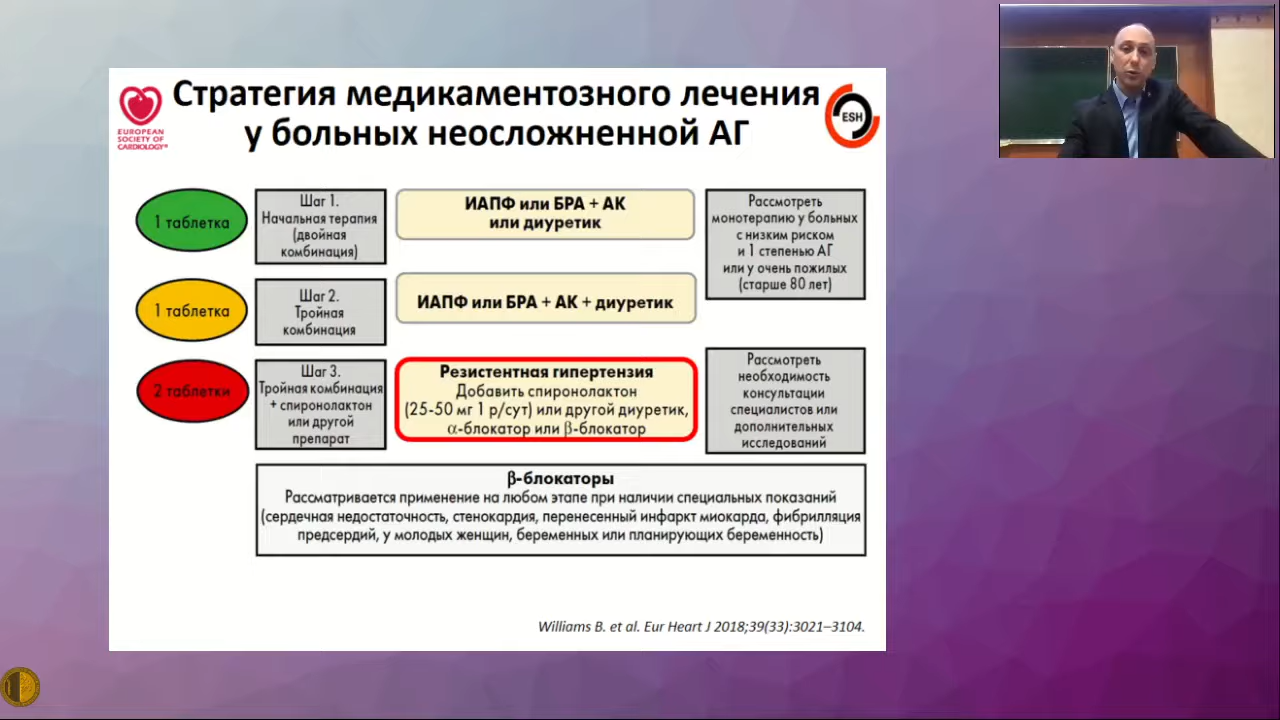 Стратегия медикаментозного лечения
у больных неосложненной АГ
EUROPEAN
SOCIETY OF
CARDIOLOGY®
ESH
1 таблетка
Шаг 1.
Начальная терапия
(двойная
комбинация)
ИАПФ или БРА + АК
или диуретик
Рассмотреть
монотерапию у больных
с низким риском
и 1 степенью АГ
или у очень пожилых
(старше 80 лет)
1 таблетка
Шаг 2.
Тройная
комбинация
ИАПФ или БРА + АК + диуретик
2 таблетки
Шаг 3.
Тройная комбинация
+ спиронолактон
или другой
препарат
Резистентная гипертензия
Добавить спиронолактон
(25-50 мг 1 р/сут) или другой диуретик,
α-блокатор или β-блокатор
Рассмотреть
необходимость
консультации
специалистов или
дополнительных
исследований
β-блокаторы
Рассматривается применение на любом этапе при наличии специальных показаний
(сердечная недостаточность, стенокардия, перенесенный инфаркт миокарда, фибрилляция
предсердий, у молодых женщин, беременных или планирующих беременность)
Williams B. et al. Eur Heart J 2018;39(33):3021–3104.